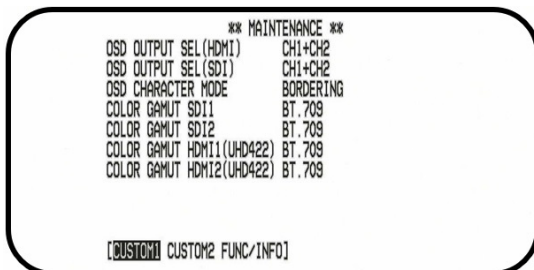 ** MAINTENANCE **
OSD OUTPUT SEL(HDMI) CH1+CH2
OSD OUTPUT SEL(SDI) CH1+CH2
OSD CHARACTER MODE BORDERING
COLOR GAMUT SDI1 BT.709
COLOR GAMUT SDI2 BT.709
COLOR GAMUT HDMI1(UHD422) BT.709
COLOR GAMUT HDMI2(UHD422) BT.709
[CUSTOM1 CUSTOM2 FUNC/INFO]